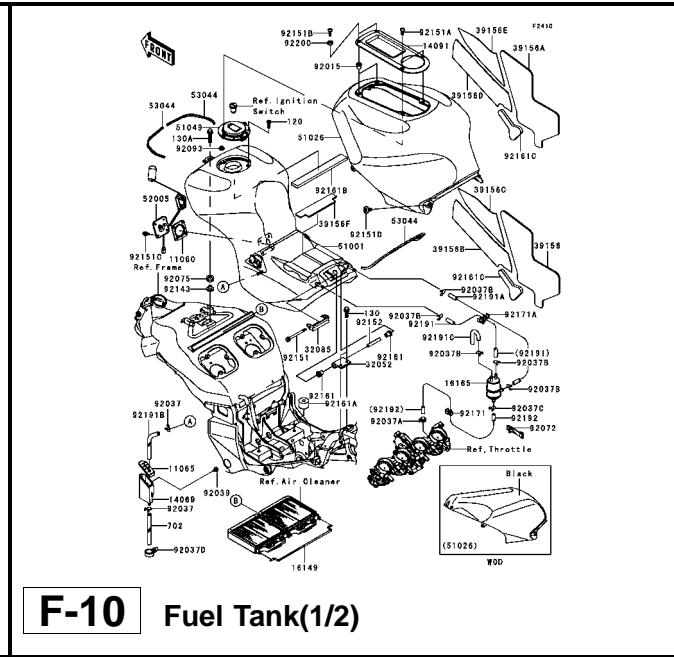 F2410
FRONT
92151B
92200
92015
92151A
14091
39156E
39156A
39156D
92161C
53044
53044
51049
130A
92093
Ref.Ignition
Switch
120
51026
92161B
39156F
51001
92151D
53044
39156C
39156B
39156
92161C
52005
92151C
11060
Ref.Frame
92075
92143
A
B
92151
32085
130
92152
92161
32052
92161
92161A
92037B
92191
92037B
92191A
92171A
92191C
92037B
(92191)
16165
92037B
92037C
92192
92072
(92192)
92037A
92171
Ref.Throttle
92037
92191B
A
11065
14069
92037
702
92037D
92039
B
Ref.Air Cleaner
16149
Black
(51026)
WOD
F-10 Fuel Tank(1/2)